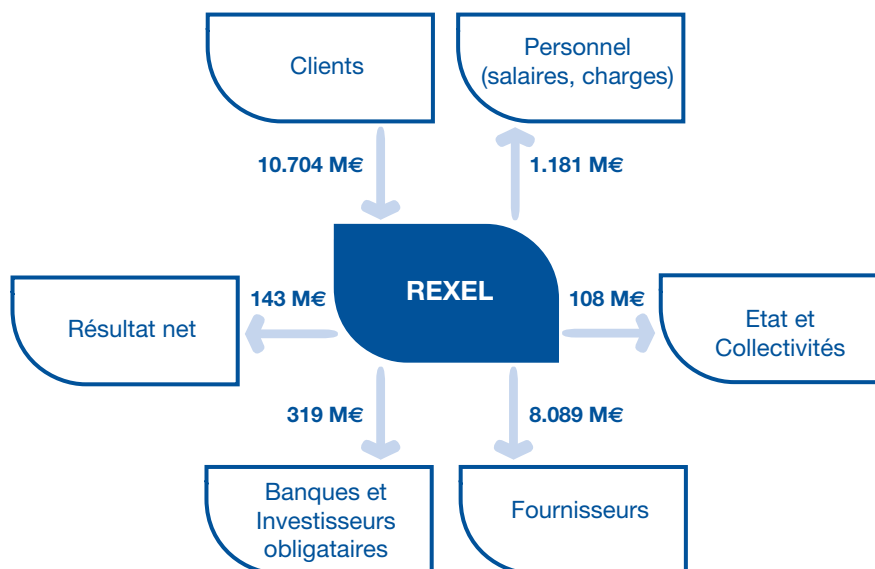 Clients
Personnel
(salaires, charges)
10.704 M€
1.181 M€
REXEL
143 M€
108 M€
Résultat net
Etat et
Collectivités
319 M€
8.089 M€
Banques et
Investisseurs
obligataires
Fournisseurs